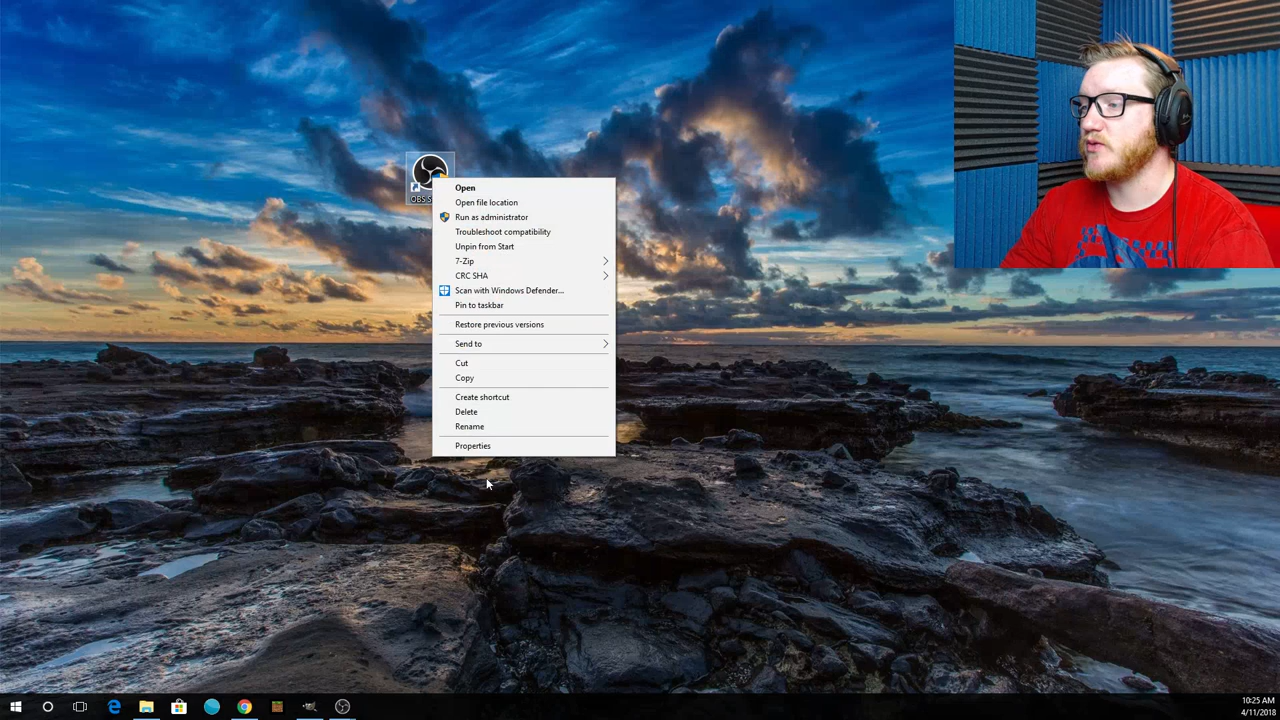 OBS S
Open
Open file location
Run as administrator
Troubleshoot compatibility
Unpin from Start
7-Zip
CRC SHA
Scan with Windows Defender...
Pin to taskbar
Restore previous versions
Send to
Cut
Copy
Create shortcut
Delete
Rename
Properties
10:25 AM
4/11/2018